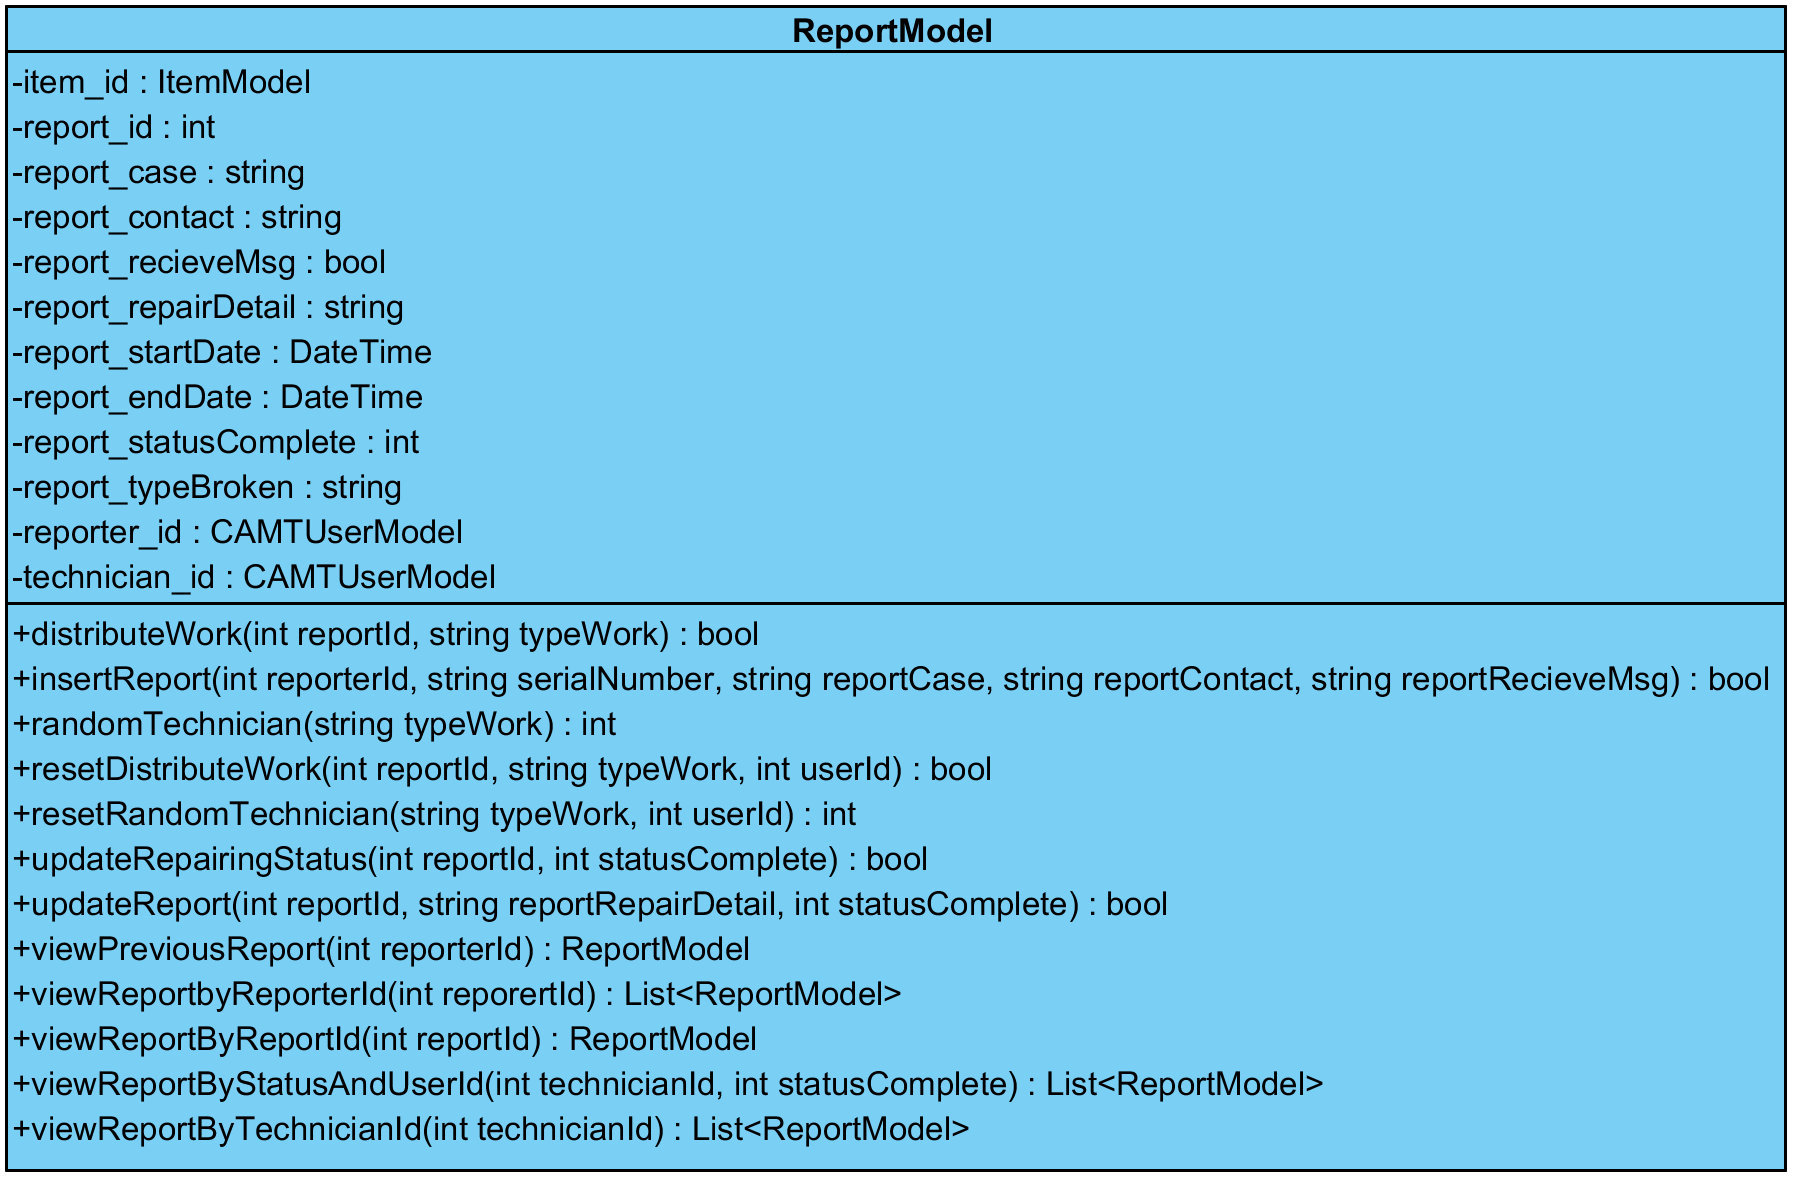 ReportModel
-item_id : ItemModel
-report_id : int
-report_case : string
-report_contact : string
-report_recieveMsg : bool
-report_repairDetail : string
-report_startDate : DateTime
-report_endDate : DateTime
-report_statusComplete : int
-report_typeBroken : string
-reporter_id : CAMTUserModel
-technician_id : CAMTUserModel
+distributeWork(int reportId, string typeWork) : bool
+insertReport(int reporterId, string serialNumber, string reportCase, string reportContact, string reportRecieveMsg) : bool
+randomTechnician(string typeWork) : int
+resetDistributeWork(int reportId, string typeWork, int userId) : bool
+resetRandomTechnician(string typeWork, int userId) : int
+updateRepairingStatus(int reportId, int statusComplete) : bool
+updateReport(int reportId, string reportRepairDetail, int statusComplete) : bool
+viewPreviousReport(int reporterId) : ReportModel
+viewReportbyReporterId(int reporertId) : List<ReportModel>
+viewReportByReportId(int reportId) : ReportModel
+viewReportByStatusAndUserId(int technicianId, int statusComplete) : List<ReportModel>
+viewReportByTechnicianId(int technicianId) : List<ReportModel>